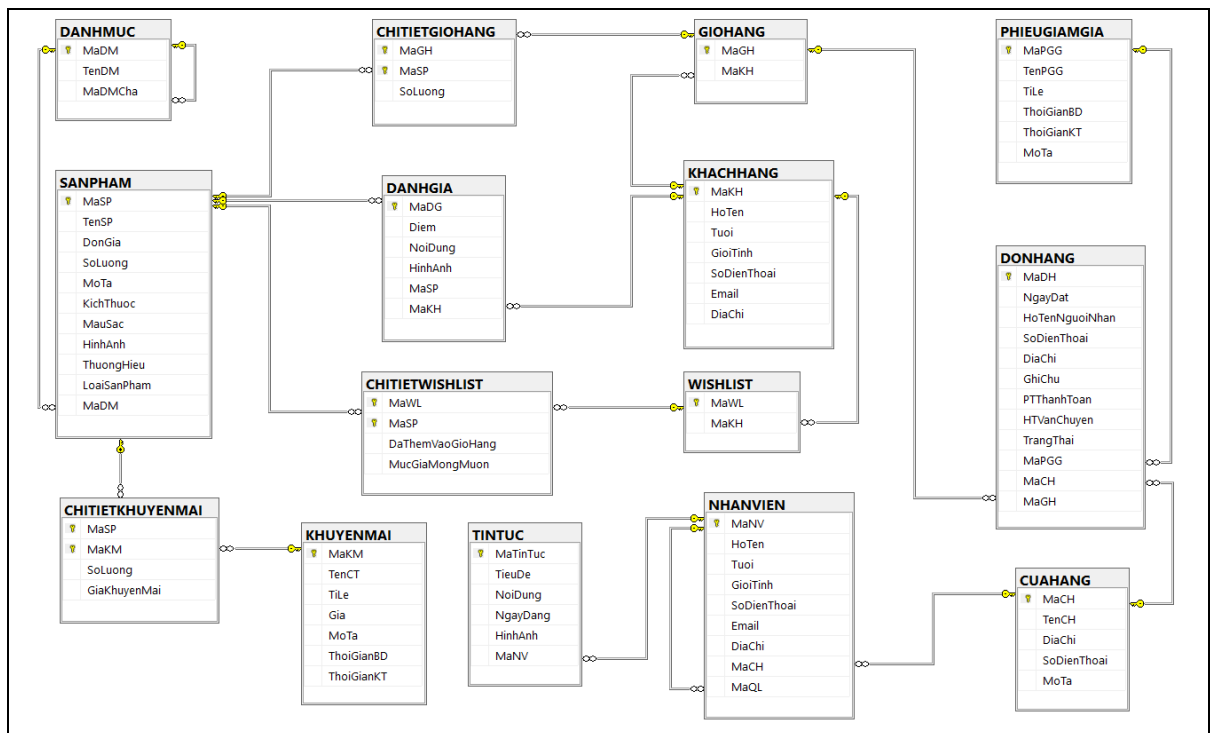 DANHMUC
MaDM
TenDM
MaDMCha
CHITIETGIOHANG
MaGH
MaSP
SoLuong
GIOHANG
MaGH
MaKH
PHIEUGIAMGIA
MaPGG
TenPGG
TiLe
ThoiGianBD
ThoiGianKT
MoTa
SANPHAM
MaSP
TenSP
DonGia
SoLuong
MoTa
KichThuoc
MauSac
HinhAnh
ThuongHieu
LoaiSanPham
MaDM
DANHGIA
MaDG
Diem
NoiDung
HinhAnh
MaSP
MaKH
KHACHHANG
MaKH
HoTen
Tuoi
GioiTinh
SoDienThoai
Email
DiaChi
DONHANG
MaDH
NgayDat
HoTenNguoiNhan
SoDienThoai
DiaChi
GhiChu
PTThanhToan
HTVanChuyen
TrangThai
MaPGG
MaCH
MaGH
CHITIETWISHLIST
MaWL
MaSP
DaThemVaoGioHang
MucGiaMongMuon
WISHLIST
MaWL
MaKH
CHITIETKHUYENMAI
MaSP
MaKM
SoLuong
GiaKhuyenMai
KHUYENMAI
MaKM
TenCT
TiLe
Gia
MoTa
ThoiGianBD
ThoiGianKT
TINTUC
MaTinTuc
TieuDe
NoiDung
NgayDang
HinhAnh
MaNV
NHANVIEN
MaNV
HoTen
Tuoi
GioiTinh
SoDienThoai
Email
DiaChi
MaCH
MaQL
CUAHANG
MaCH
TenCH
DiaChi
SoDienThoai
MoTa